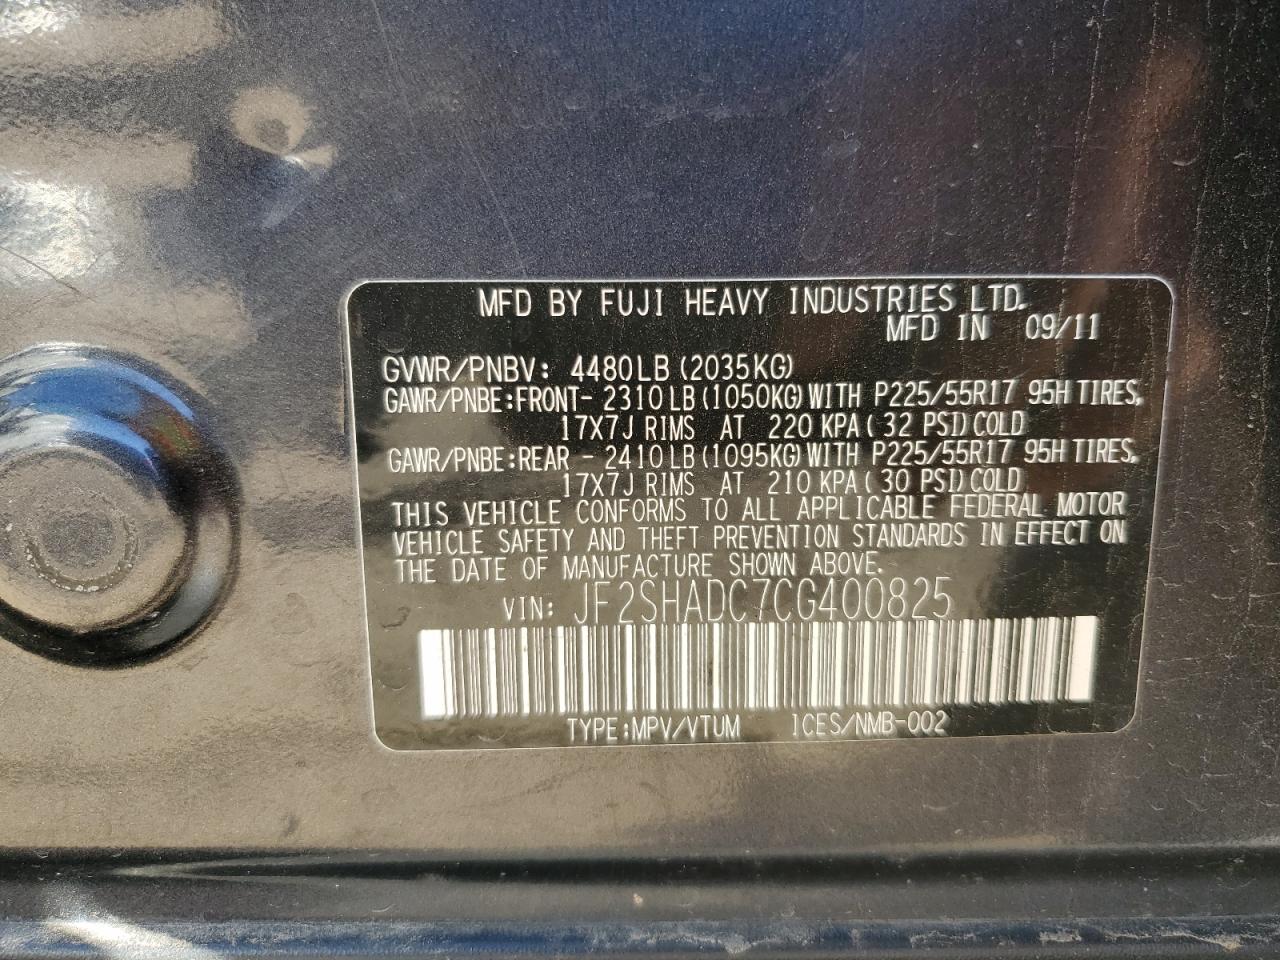 MFD BY FUJI HEAVY INDUSTRIES LTD.
MFD IN 09/11
GVWR/PNBV: 4480LB (2035KG)
GAWR/PNBE:FRONT- 2310LB (1050KG) WITH P225/55R17 95H TIRES,
17X7J RIMS AT 220 KPA ( 32 PSI) COLD
GAWR/PNBE:REAR - 2410LB (1095KG) WITH P225/55R17 95H TIRES,
17X7J RIMS AT 210 KPA ( 30 PSI) COLD
THIS VEHICLE CONFORMS TO ALL APPLICABLE FEDERAL MOTOR
VEHICLE SAFETY AND THEFT PREVENTION STANDARDS IN EFFECT ON
THE DATE OF MANUFACTURE SHOWN ABOVE.
VIN: JF2SHADC7CG400825
TYPE:MPV/VTUM ICES/NMB-002